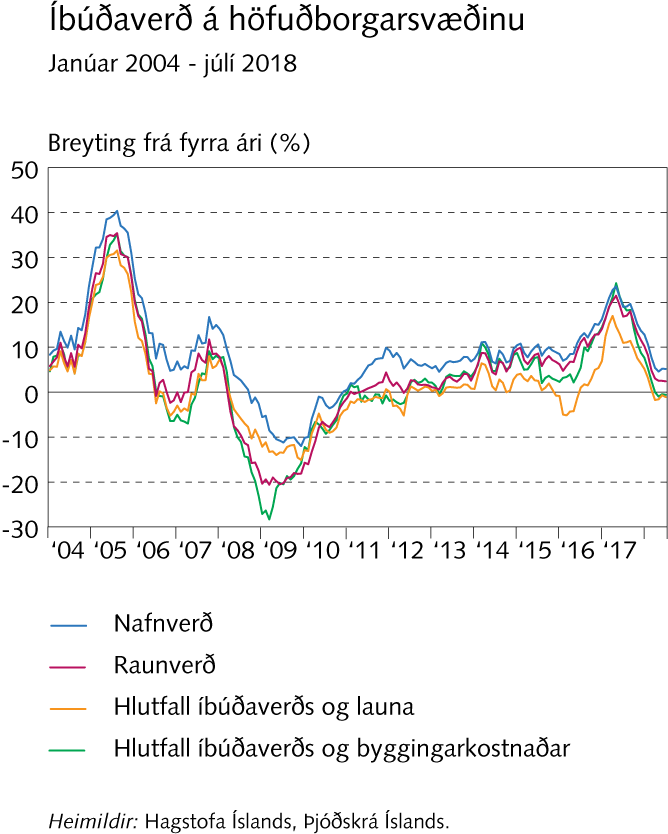 Íbúðaverð á höfuðborgarsvæðinu
Janúar 2004 - júlí 2018
Breyting frá fyrra ári (%)
50
40
30
20
10
0
-10
-20
-30
'04 '05 '06 '07 '08 '09 '10 '11 '12 '13 '14 '15 '16 '17
Nafnverð
Raunverð
Hlutfall íbúðaverðs og launa
Hlutfall íbúðaverðs og byggingarkostnaðar
Heimildir: Hagstofa Íslands, Þjóðskrá Íslands.